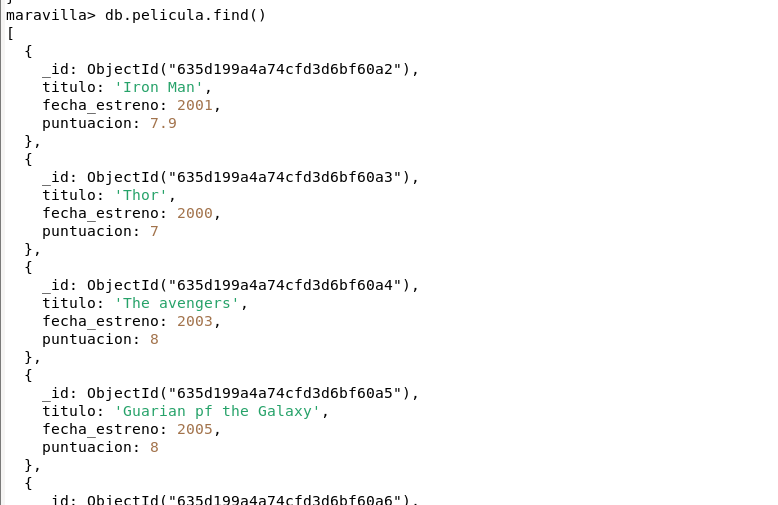 maravilla> db.pelicula.find()
[
  {
    _id: ObjectId("635d199a4a74cfd3d6bf60a2"),
    titulo: 'Iron Man',
    fecha_estreno: 2001,
    puntuacion: 7.9
  },
  {
    _id: ObjectId("635d199a4a74cfd3d6bf60a3"),
    titulo: 'Thor',
    fecha_estreno: 2000,
    puntuacion: 7
  },
  {
    _id: ObjectId("635d199a4a74cfd3d6bf60a4"),
    titulo: 'The avengers',
    fecha_estreno: 2003,
    puntuacion: 8
  },
  {
    _id: ObjectId("635d199a4a74cfd3d6bf60a5"),
    titulo: 'Guarian pf the Galaxy',
    fecha_estreno: 2005,
    puntuacion: 8
  },
  {
    _id: ObjectId("635d199a4a74cfd3d6bf60a6"),